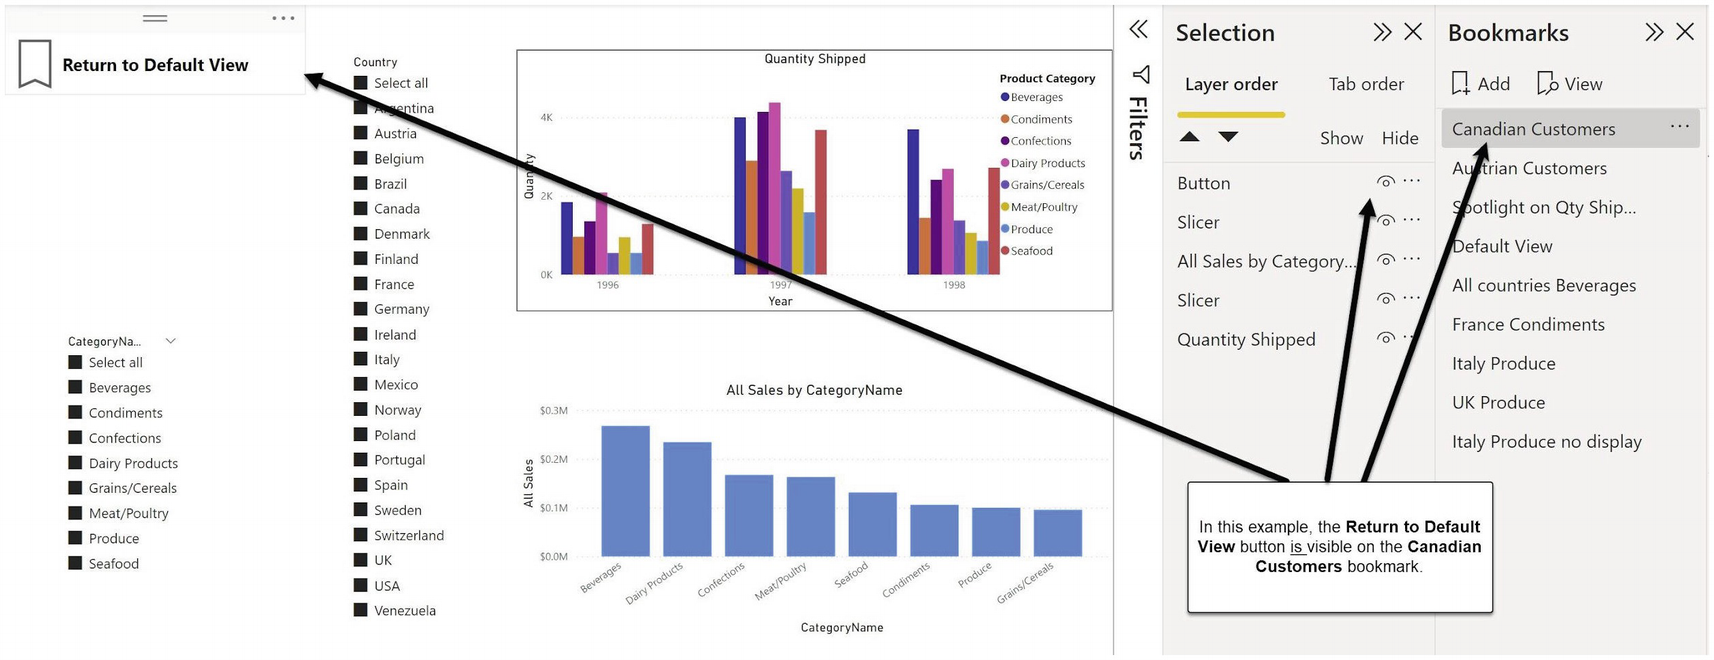 Return to Default View
Country
Select all
Argentina
Austria
Belgium
Brazil
Canada
Denmark
Finland
France
Germany
Ireland
Italy
Mexico
Norway
Poland
Portugal
Spain
Sweden
Switzerland
UK
USA
Venezuela
CategoryNa...
Select all
Beverages
Condiments
Confections
Dairy Products
Grains/Cereals
Meat/Poultry
Produce
Seafood
Quantity Shipped
Quantity
4K
2K
0K
1996
1997
1998
Year
Product Category
Beverages
Condiments
Confections
Dairy Products
Grains/Cereals
Meat/Poultry
Produce
Seafood
All Sales by CategoryName
All Sales
$0.3M
$0.2M
$0.1M
$0.0M
Beverages
Dairy Products
Confections
Meat/Poultry
Seafood
Condiments
Produce
Grains/Cereals
CategoryName
Filters
Selection
Layer order
Tab order
Show Hide
Button
Slicer
All Sales by Category...
Slicer
Quantity Shipped
Bookmarks
Add
View
Canadian Customers
Austrian Customers
Spotlight on Qty Ship...
Default View
All countries Beverages
France Condiments
Italy Produce
UK Produce
Italy Produce no display
In this example, the Return to Default
View button is visible on the Canadian
Customers bookmark.